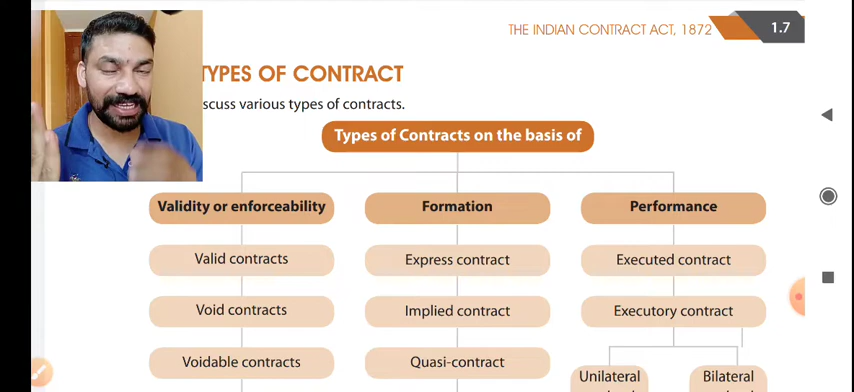 THE INDIAN CONTRACT ACT, 1872
1.7
TYPES OF CONTRACT
scuss various types of contracts.
Types of Contracts on the basis of
Validity or enforceability
Formation
Performance
Valid contracts
Express contract
Executed contract
Void contracts
Implied contract
Executory contract
Voidable contracts
Quasi-contract
Unilateral
Bilateral